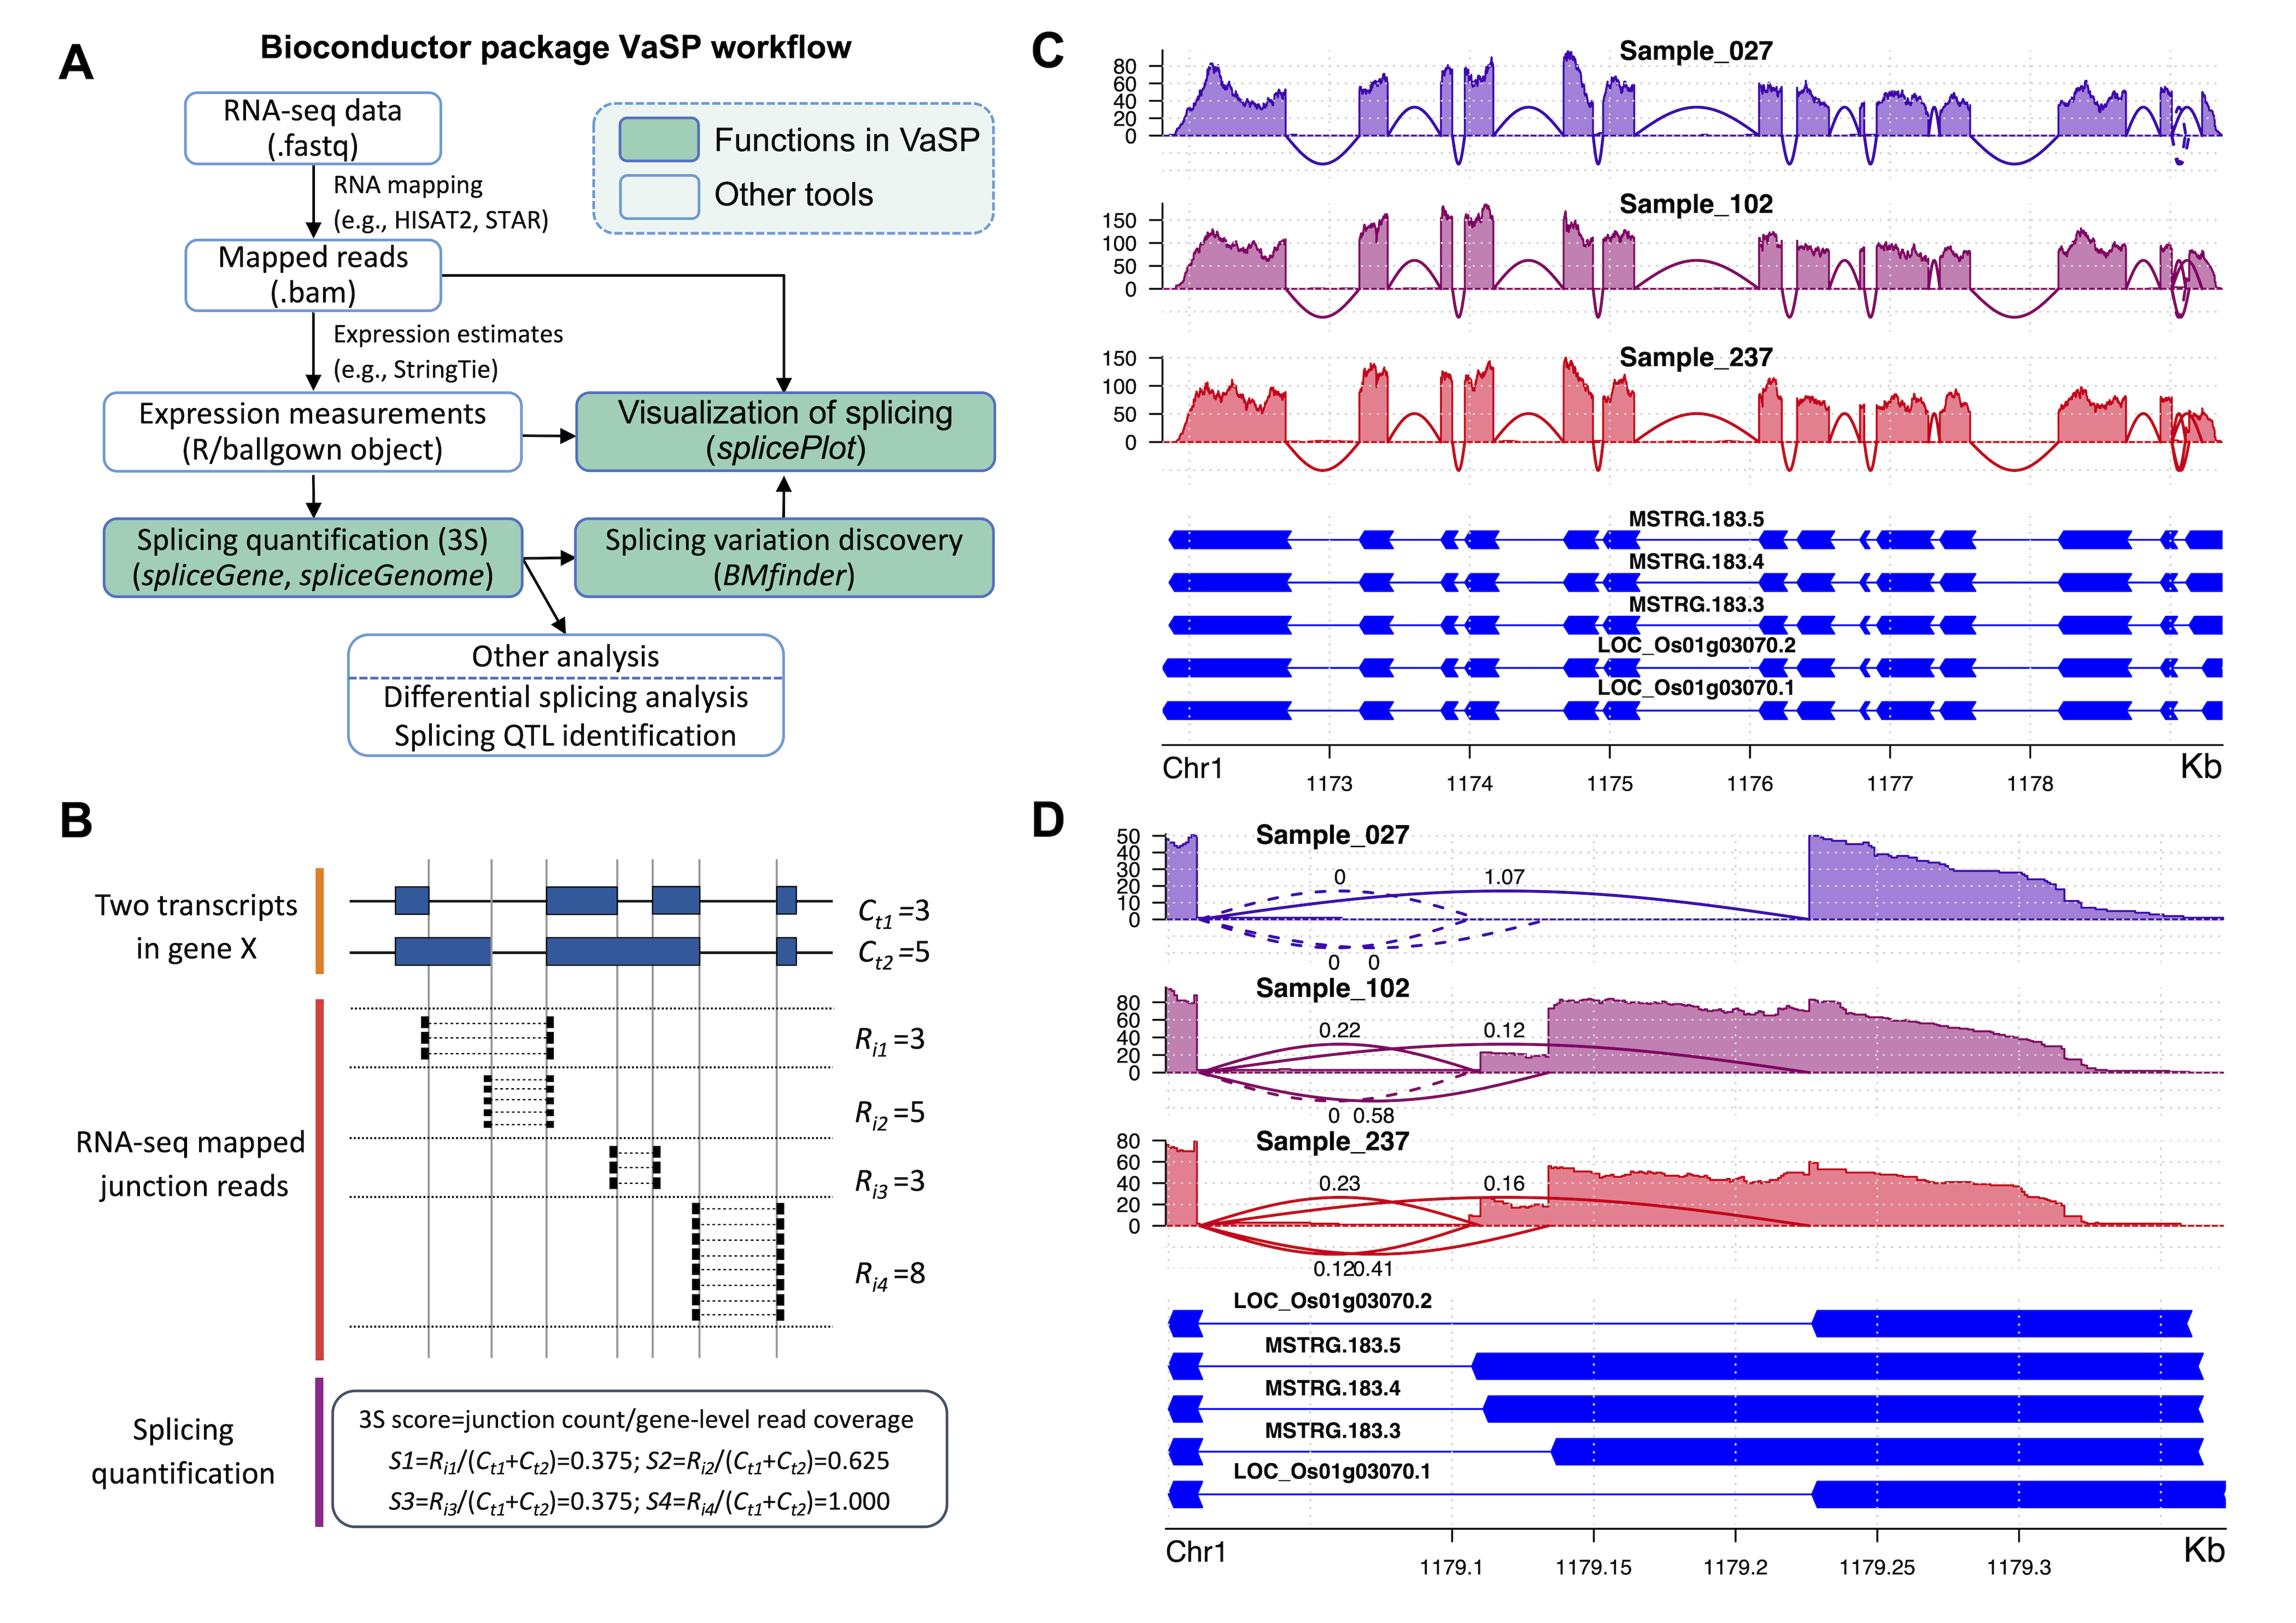 A
Bioconductor package VaSP workflow
RNA-seq data
(.fastq)
RNA mapping
(e.g., HISAT2, STAR)
Functions in VaSP
Other tools
Mapped reads
(.bam)
Expression estimates
(e.g., StringTie)
Expression measurements
(R/ballgown object)
Visualization of splicing
(splicePlot)
Splicing quantification (3S)
(spliceGene, spliceGenome)
Splicing variation discovery
(BMfinder)
Other analysis
Differential splicing analysis
Splicing QTL identification
B
Two transcripts
in gene X
Ct1 =3
Ct2 =5
RNA-seq mapped
junction reads
Ri1 =3
Ri2 =5
Ri3 =3
Ri4 =8
Splicing
quantification
3S score=junction count/gene-level read coverage
S1=Ri1/(Ct1+Ct2)=0.375; S2=Ri2/(Ct1+Ct2)=0.625
S3=Ri3/(Ct1+Ct2)=0.375; S4=Ri4/(Ct1+Ct2)=1.000
C
Sample_027
80
60
40
20
0
Sample_102
150
100
50
0
Sample_237
150
100
50
0
MSTRG.183.5
MSTRG.183.4
MSTRG.183.3
LOC_Os01g03070.2
LOC_Os01g03070.1
Chr1
Kb
1173 1174 1175 1176 1177 1178
D
Sample_027
50
40
30
20
10
0
0 1.07
0 0
Sample_102
80
60
40
20
0
0.22 0.12
0 0.58
Sample_237
80
60
40
20
0
0.23 0.16
0.12 0.41
LOC_Os01g03070.2
MSTRG.183.5
MSTRG.183.4
MSTRG.183.3
LOC_Os01g03070.1
Chr1
Kb
1179.1 1179.15 1179.2 1179.25 1179.3